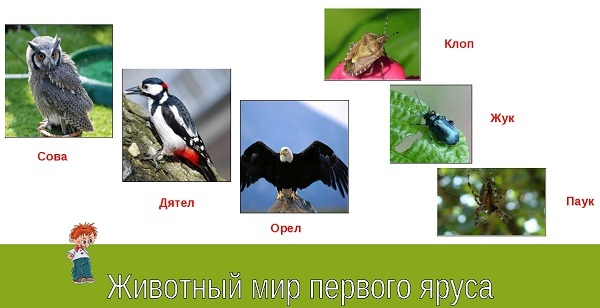 Клоп
Жук
Сова
Дятел
Паук
Орел
Животный мир первого яруса